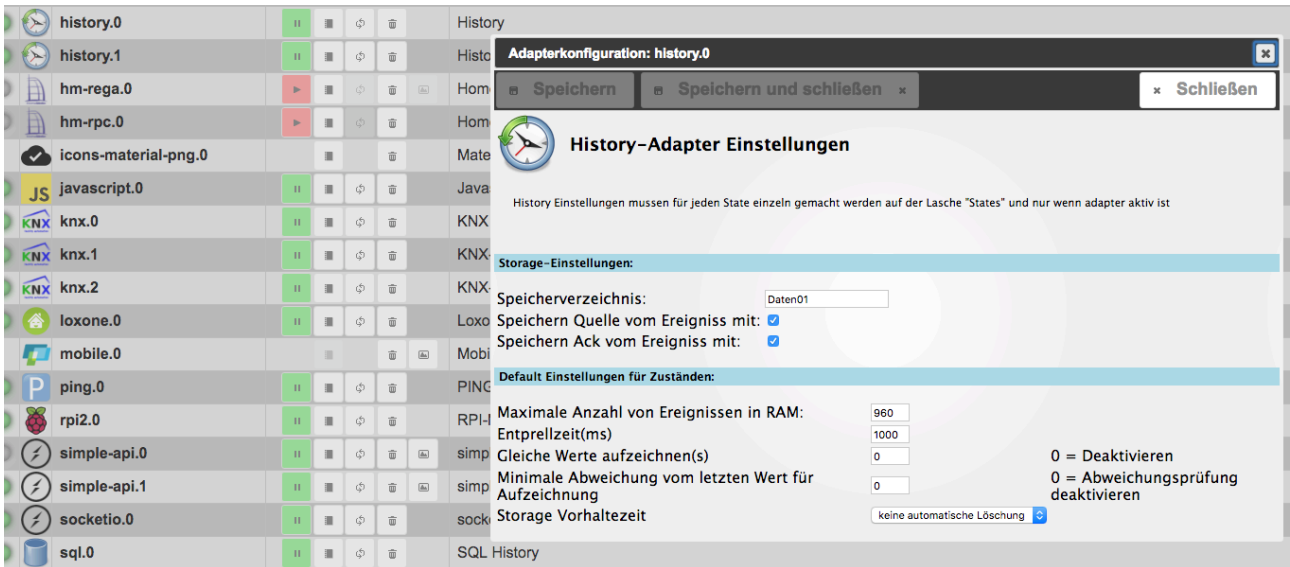 history.0 History
history.1 Histo
Adapterkonfiguration: history.0
hm-rega.0 Hom
Speichern Speichern und schließen Schließen
hm-rpc.0 Hom
History-Adapter Einstellungen
icons-material-png.0 Mate
JS javascript.0 Java
History Einstellungen mussen für jeden State einzeln gemacht werden auf der Lasche "States" und nur wenn adapter aktiv ist
KNX knx.0 KNX
KNX knx.1 KNX-
Storage-Einstellungen:
KNX knx.2 KNX-
Speicherverzeichnis: Daten01
loxone.0 Loxo
Speichern Quelle vom Ereigniss mit:
Speichern Ack vom Ereigniss mit:
mobile.0 Mobi
Default Einstellungen für Zuständen:
P ping.0 PING
Maximale Anzahl von Ereignissen in RAM: 960
rpi2.0 RPI-
Entprellzeit(ms) 1000
simple-api.0 simp
Gleiche Werte aufzeichnen(s) 0 0 = Deaktivieren
simple-api.1 simp
Minimale Abweichung vom letzten Wert für
Aufzeichnung 0 0 = Abweichungsprüfung
deaktivieren
socketio.0 sock
Storage Vorhaltezeit keine automatische Löschung
sql.0 SQL History